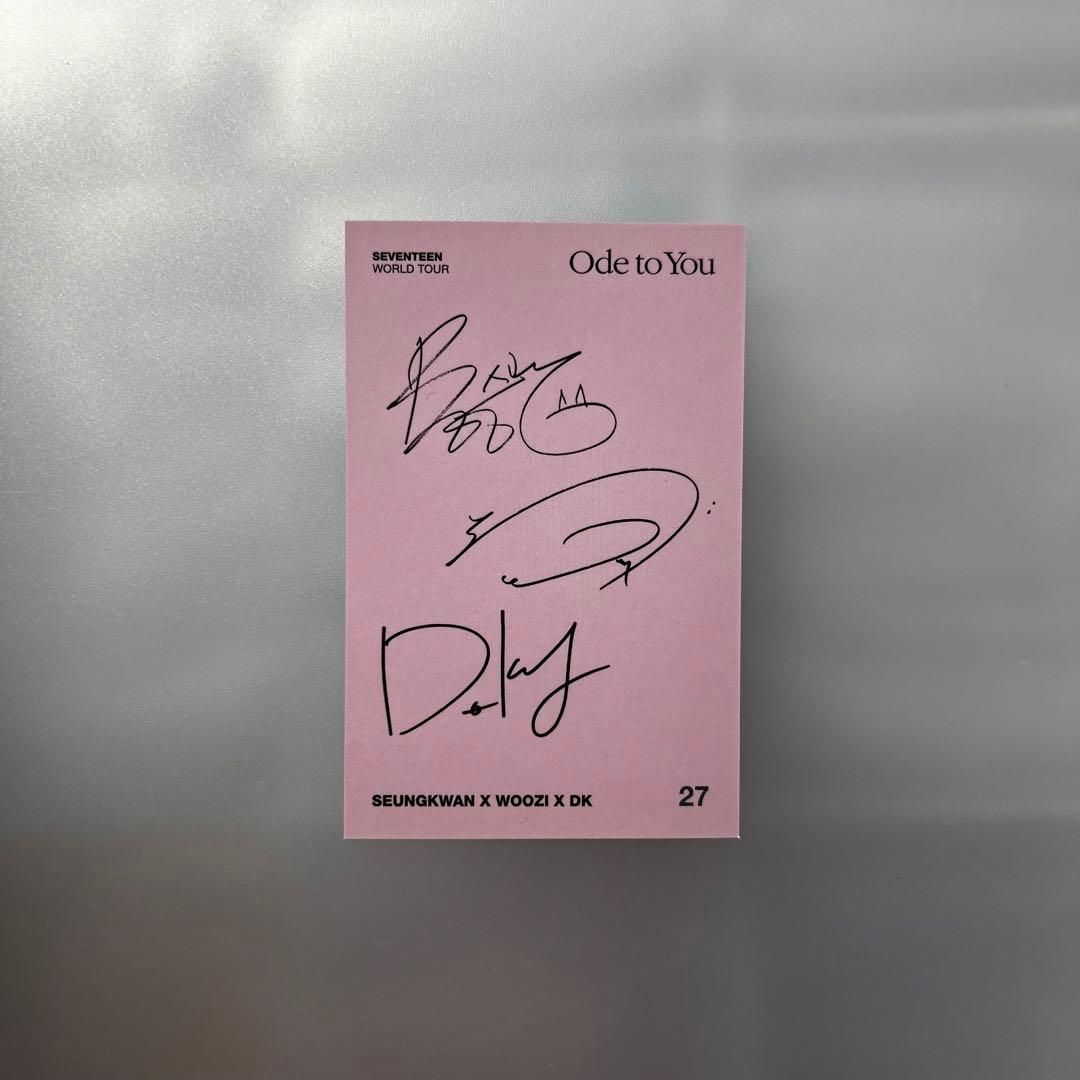 SEVENTEEN
WORLD TOUR
Ode to You
SEUNGKWAN X WOOZI X DK
27